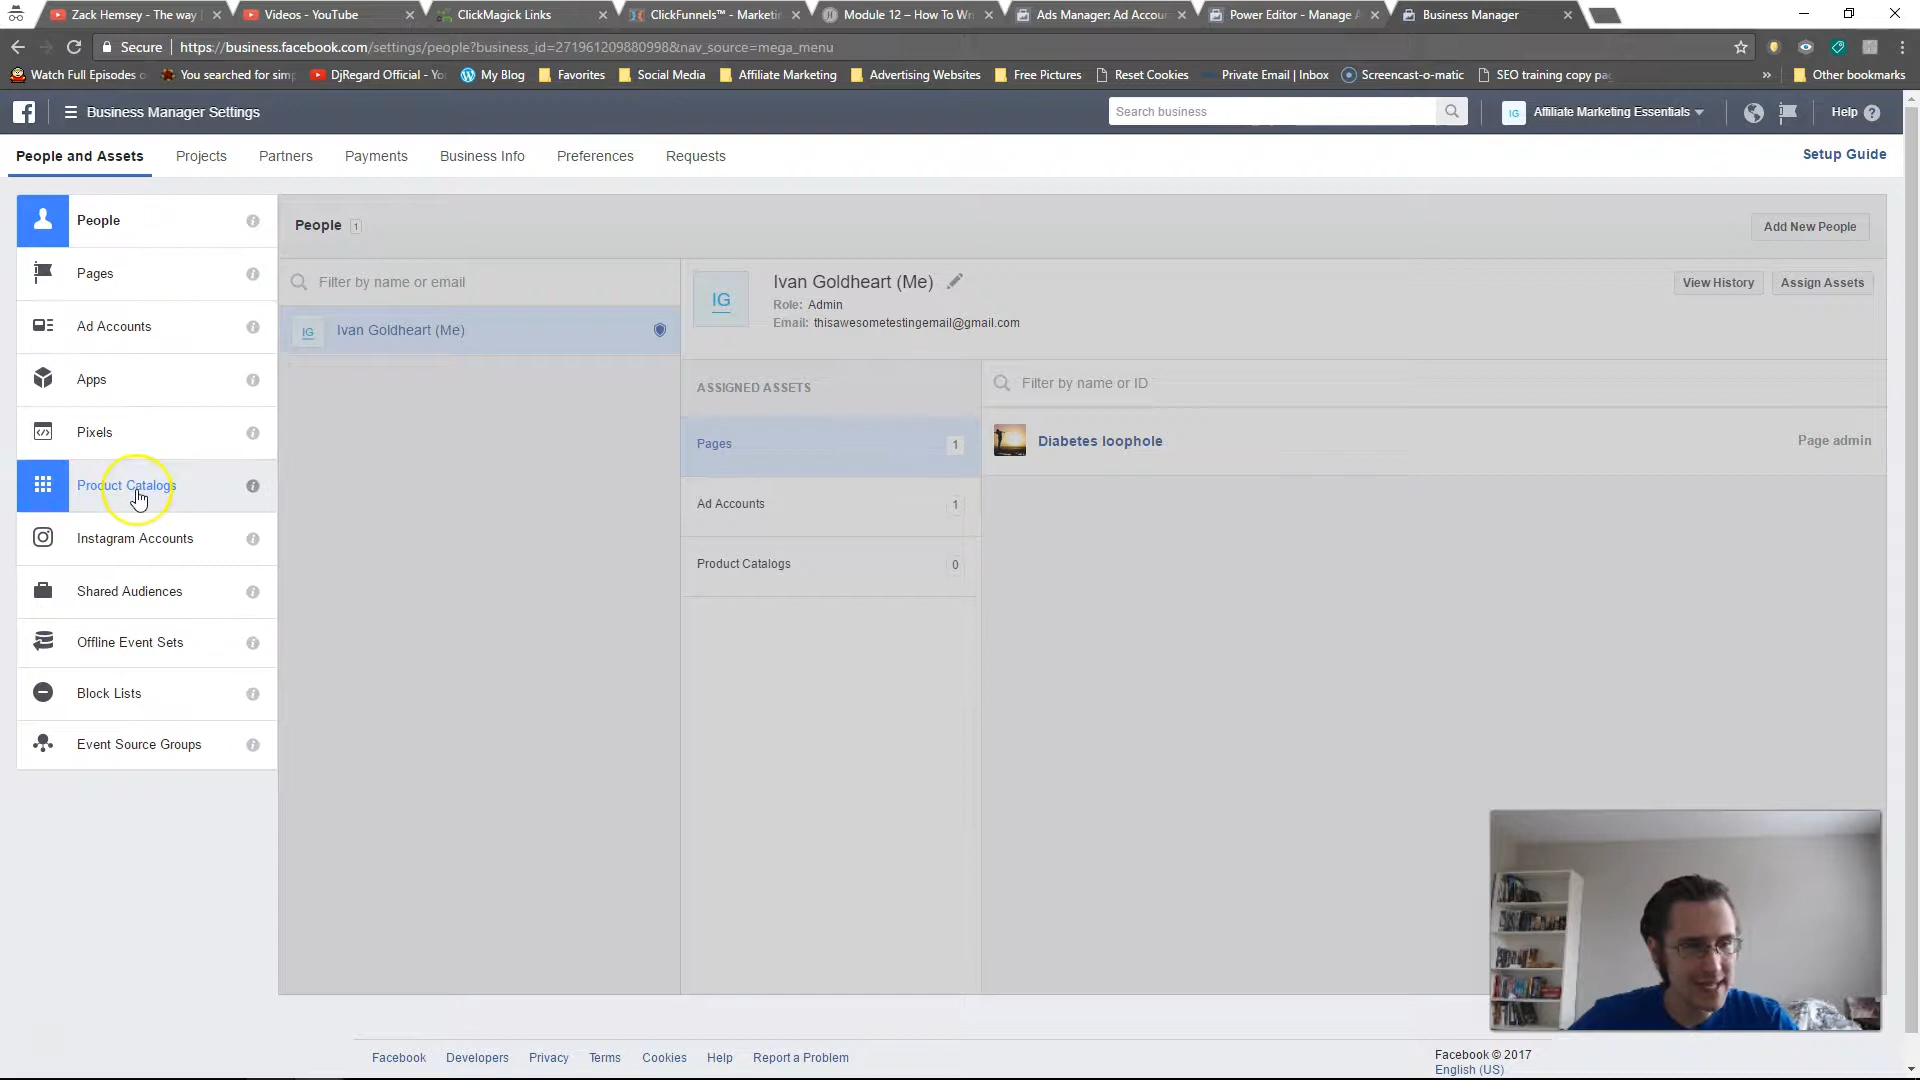 Zack Hemsey - The way
Videos - YouTube
ClickMagick Links
ClickFunnels™ - Marketin
Module 12 – How To Wri
Ads Manager: Ad Accoun
Power Editor - Manage A
Business Manager
Secure https://business.facebook.com/settings/people?business_id=271961209880998&nav_source=mega_menu
Watch Full Episodes o
You searched for simp
DjRegard Official - Yo
My Blog
Favorites
Social Media
Affiliate Marketing
Advertising Websites
Free Pictures
Reset Cookies
Private Email | Inbox
Screencast-o-matic
SEO training copy pag
Other bookmarks
Business Manager Settings
Search business
IG Affiliate Marketing Essentials
Help
People and Assets
Projects
Partners
Payments
Business Info
Preferences
Requests
Setup Guide
People
Pages
Ad Accounts
Apps
Pixels
Product Catalogs
Instagram Accounts
Shared Audiences
Offline Event Sets
Block Lists
Event Source Groups
People 1
Add New People
Filter by name or email
IG Ivan Goldheart (Me)
IG
Ivan Goldheart (Me)
Role: Admin
Email: thisawesometestingemail@gmail.com
View History
Assign Assets
ASSIGNED ASSETS
Pages 1
Ad Accounts 1
Product Catalogs 0
Filter by name or ID
Diabetes loophole
Page admin
Facebook
Developers
Privacy
Terms
Cookies
Help
Report a Problem
Facebook © 2017
English (US)